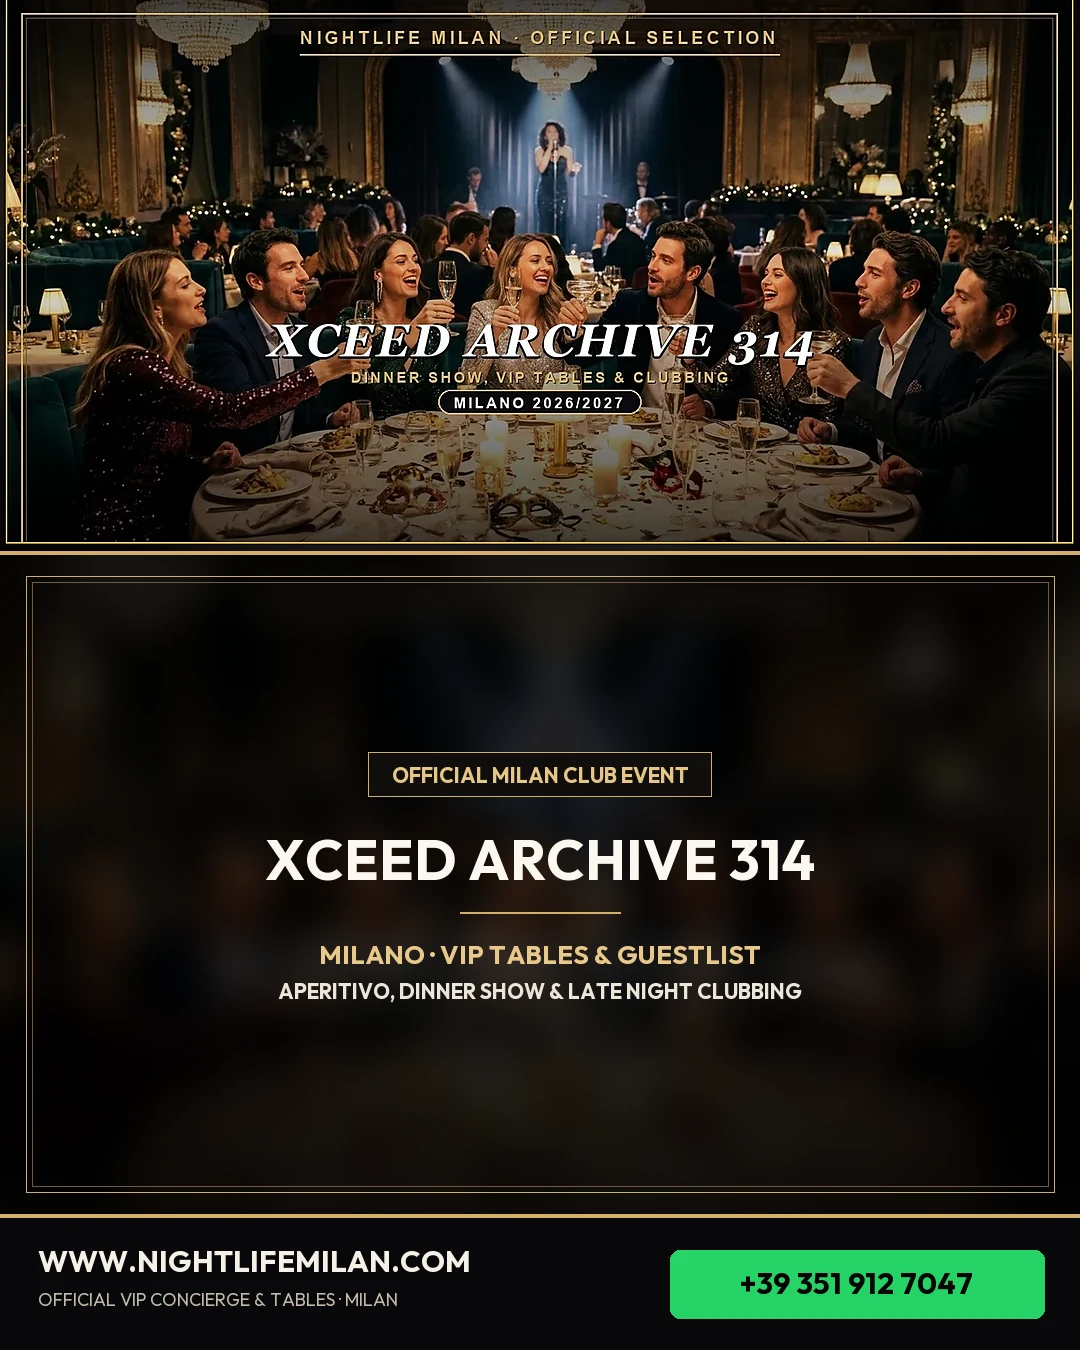 NIGHTLIFE MILAN · OFFICIAL SELECTION
XCEED ARCHIVE 314
DINNER SHOW, VIP TABLES & CLUBBING
MILANO 2026/2027
OFFICIAL MILAN CLUB EVENT
XCEED ARCHIVE 314
MILANO · VIP TABLES & GUESTLIST
APERITIVO, DINNER SHOW & LATE NIGHT CLUBBING
WWW.NIGHTLIFEMILAN.COM
OFFICIAL VIP CONCIERGE & TABLES · MILAN
+39 351 912 7047